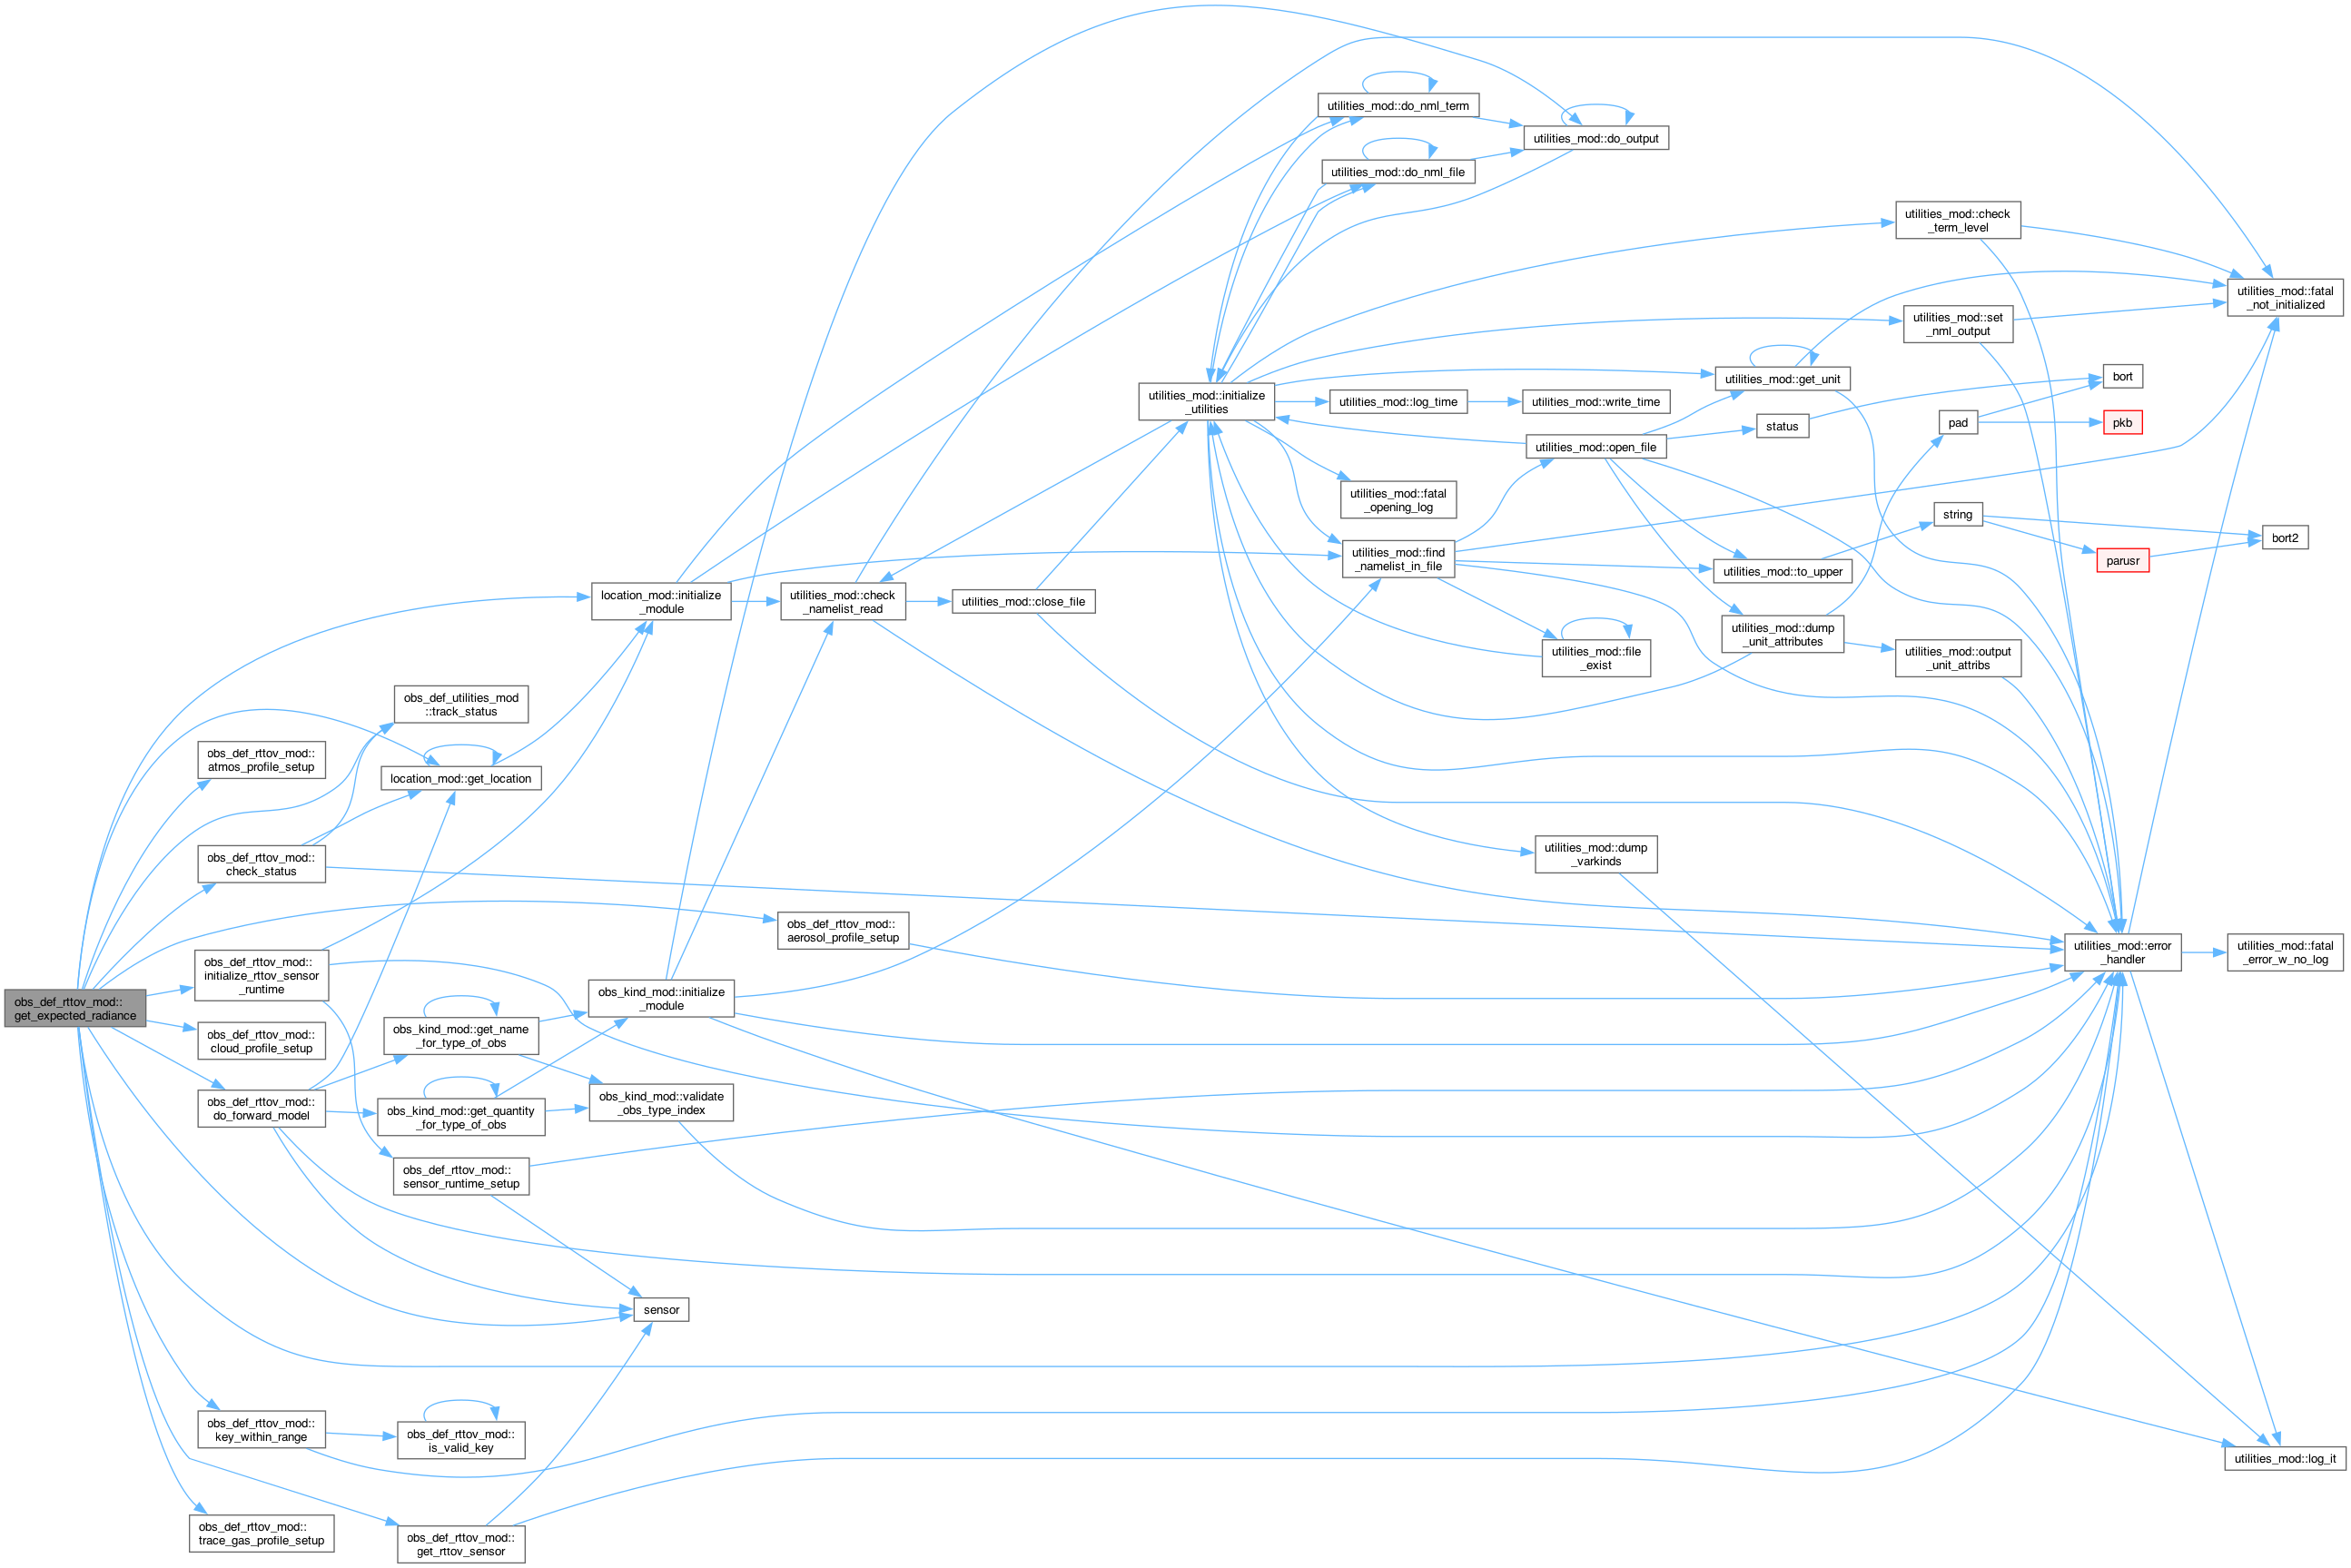 obs_def_rttov_mod::
get_expected_radiance
location_mod::initialize
_module
obs_def_utilities_mod
::track_status
obs_def_rttov_mod::
atmos_profile_setup
location_mod::get_location
obs_def_rttov_mod::
check_status
obs_def_rttov_mod::
aerosol_profile_setup
obs_def_rttov_mod::
initialize_rttov_sensor
_runtime
obs_def_rttov_mod::
cloud_profile_setup
obs_def_rttov_mod::
do_forward_model
obs_kind_mod::get_name
_for_type_of_obs
obs_kind_mod::get_quantity
_for_type_of_obs
obs_def_rttov_mod::
sensor_runtime_setup
obs_kind_mod::initialize
_module
obs_kind_mod::validate
_obs_type_index
sensor
obs_def_rttov_mod::
key_within_range
obs_def_rttov_mod::
is_valid_key
obs_def_rttov_mod::
trace_gas_profile_setup
obs_def_rttov_mod::
get_rttov_sensor
utilities_mod::check
_namelist_read
utilities_mod::close_file
utilities_mod::initialize
_utilities
utilities_mod::do_nml_term
utilities_mod::do_nml_file
utilities_mod::do_output
utilities_mod::log_time
utilities_mod::write_time
utilities_mod::fatal
_opening_log
utilities_mod::find
_namelist_in_file
utilities_mod::open_file
utilities_mod::file
_exist
utilities_mod::dump
_varkinds
utilities_mod::get_unit
status
utilities_mod::to_upper
utilities_mod::dump
_unit_attributes
utilities_mod::check
_term_level
utilities_mod::set
_nml_output
pad
string
utilities_mod::output
_unit_attribs
bort
pkb
parusr
bort2
utilities_mod::fatal
_not_initialized
utilities_mod::error
_handler
utilities_mod::fatal
_error_w_no_log
utilities_mod::log_it